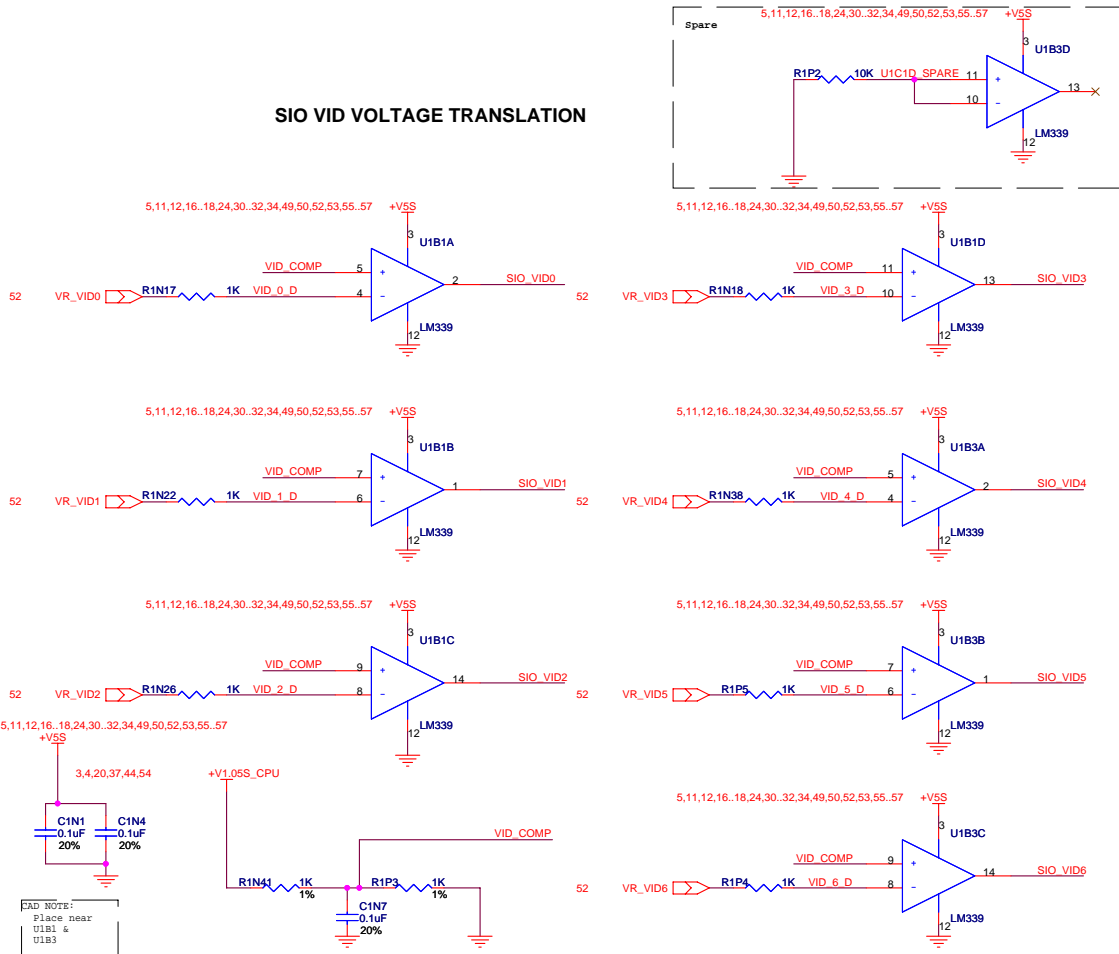 Spare
5,11,12,16..18,24,30..32,34,49,50,52,53,55..57 +V5S
3
U1B3D
R1P2 10K U1C1D_SPARE 11 +
10 -
13
12
LM339
SIO VID VOLTAGE TRANSLATION
5,11,12,16..18,24,30..32,34,49,50,52,53,55..57 +V5S
3
U1B1A
VID_COMP 5 +
52 VR_VID0 R1N17 1K VID_0_D 4 -
2 SIO_VID0
12
LM339
5,11,12,16..18,24,30..32,34,49,50,52,53,55..57 +V5S
3
U1B1D
VID_COMP 11 +
52 VR_VID3 R1N18 1K VID_3_D 10 -
13 SIO_VID3
12
LM339
5,11,12,16..18,24,30..32,34,49,50,52,53,55..57 +V5S
3
U1B1B
VID_COMP 7 +
52 VR_VID1 R1N22 1K VID_1_D 6 -
1 SIO_VID1
12
LM339
5,11,12,16..18,24,30..32,34,49,50,52,53,55..57 +V5S
3
U1B3A
VID_COMP 5 +
52 VR_VID4 R1N38 1K VID_4_D 4 -
2 SIO_VID4
12
LM339
5,11,12,16..18,24,30..32,34,49,50,52,53,55..57 +V5S
3
U1B1C
VID_COMP 9 +
52 VR_VID2 R1N26 1K VID_2_D 8 -
14 SIO_VID2
12
LM339
5,11,12,16..18,24,30..32,34,49,50,52,53,55..57 +V5S
3
U1B3B
VID_COMP 7 +
52 VR_VID5 R1P5 1K VID_5_D 6 -
1 SIO_VID5
12
LM339
5,11,12,16..18,24,30..32,34,49,50,52,53,55..57
+V5S
3,4,20,37,44,54 +V1.05S_CPU
C1N1
0.1uF
20%
C1N4
0.1uF
20%
VID_COMP
R1N41 1K
1%
R1P3 1K
1%
C1N7
0.1uF
20%
5,11,12,16..18,24,30..32,34,49,50,52,53,55..57 +V5S
3
U1B3C
VID_COMP 9 +
52 VR_VID6 R1P4 1K VID_6_D 8 -
14 SIO_VID6
12
LM339
CAD NOTE:
Place near
U1B1 &
U1B3